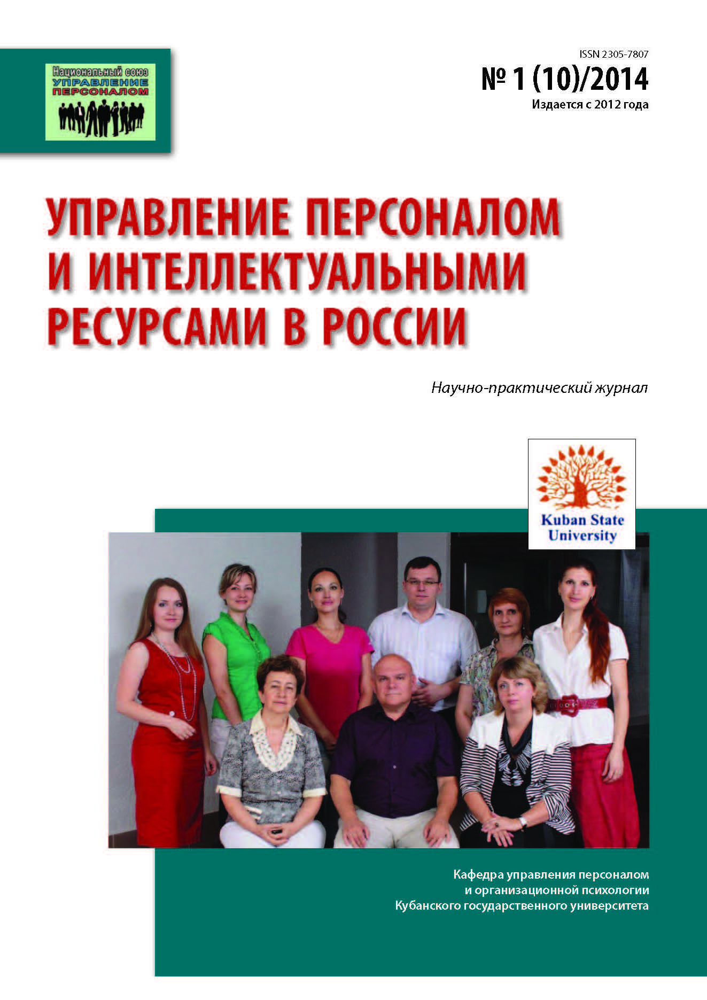 ISSN 2305-7807
№ 1 (10)/2014
Издается с 2012 года
Национальный союз
УПРАВЛЕНИЕ
ПЕРСОНАЛОМ
УПРАВЛЕНИЕ ПЕРСОНАЛОМ
И ИНТЕЛЛЕКТУАЛЬНЫМИ
РЕСУРСАМИ В РОССИИ
Научно-практический журнал
Kuban State
University
Кафедра управления персоналом
и организационной психологии
Кубанского государственного университета